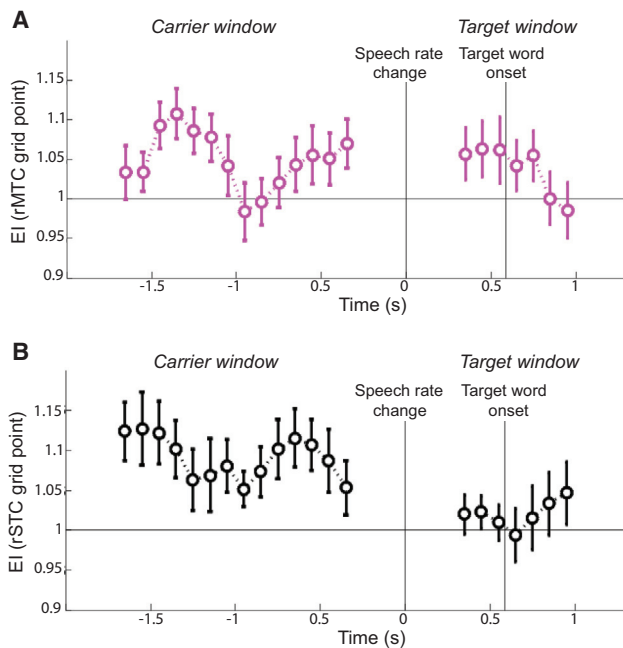 A
Carrier window
Target window
Speech rate
change
Target word
onset
EI (rMTC grid point)
1.15
1.1
1.05
1
0.95
0.9
-1.5
-1
0.5
0
0.5
1
Time (s)
B
Carrier window
Target window
Speech rate
change
Target word
onset
EI (rSTC grid point)
1.15
1.1
1.05
1
0.95
0.9
-1.5
-1
0.5
0
0.5
1
Time (s)